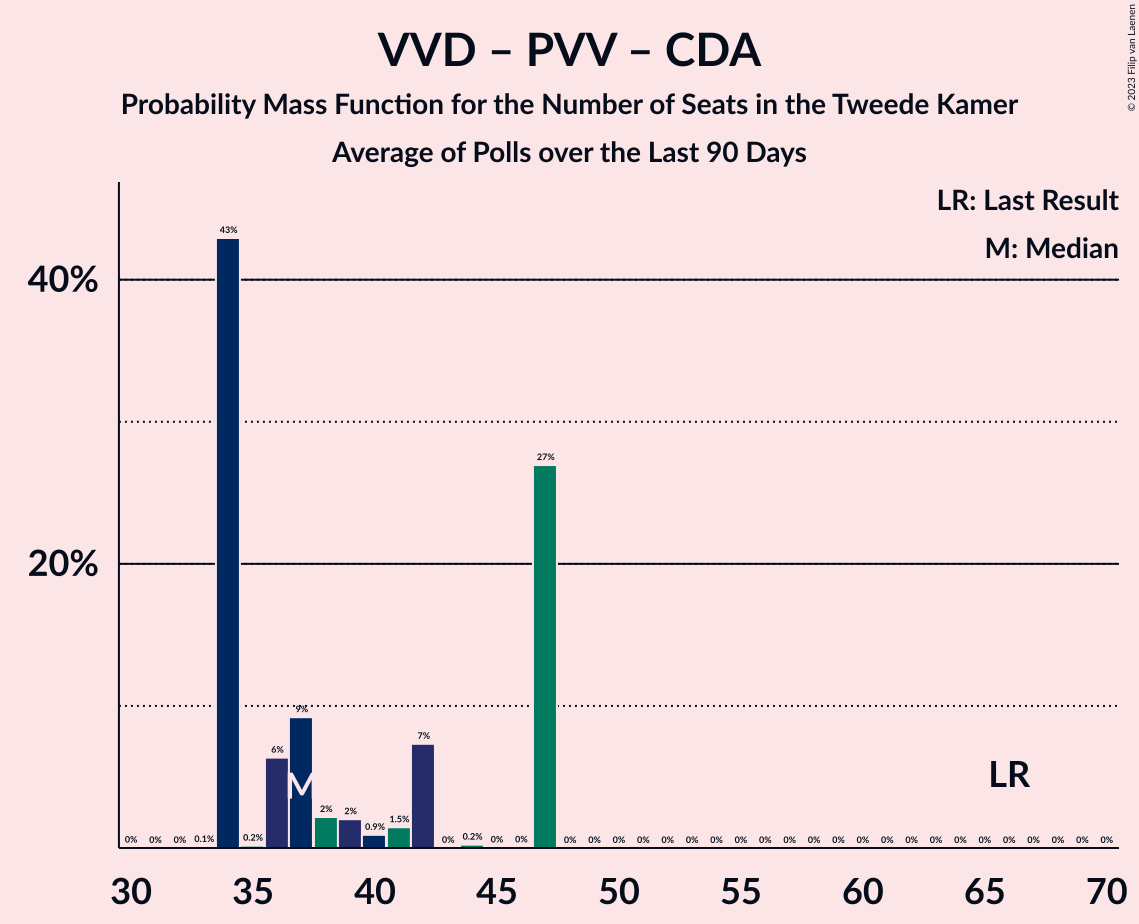 VVD – PVV – CDA
Probability Mass Function for the Number of Seats in the Tweede Kamer
Average of Polls over the Last 90 Days
© 2023 Filip van Laenen
LR: Last Result
M: Median
40%
20%
0% 0% 0% 0.1% 43% 0.2% 6% 9% 2% 2% 0.9% 1.5% 7% 0% 0.2% 0% 0% 27% 0% 0% 0% 0% 0% 0% 0% 0% 0% 0% 0% 0% 0% 0% 0% 0% 0% 0% 0% 0% 0% 0% 0%
M
LR
30 35 40 45 50 55 60 65 70